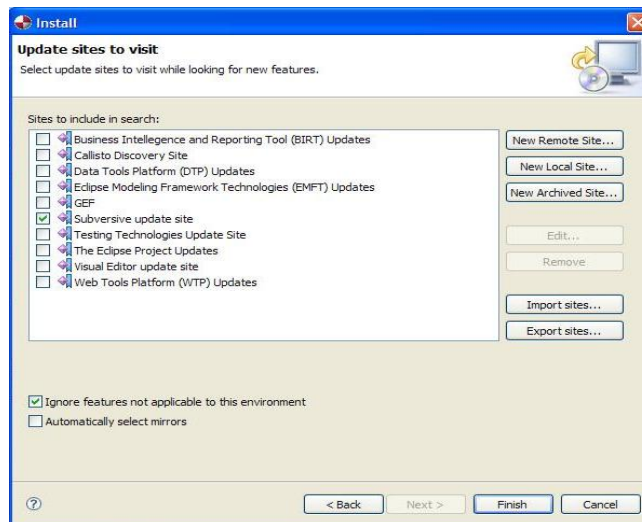 Install
Update sites to visit
Select update sites to visit while looking for new features.
Sites to include in search:
Business Intellegence and Reporting Tool (BIRT) Updates
Callisto Discovery Site
Data Tools Platform (DTP) Updates
Eclipse Modeling Framework Technologies (EMFT) Updates
GEF
Subversive update site
Testing Technologies Update Site
The Eclipse Project Updates
Visual Editor update site
Web Tools Platform (WTP) Updates
New Remote Site...
New Local Site...
New Archived Site...
Edit...
Remove
Import sites...
Export sites...
Ignore features not applicable to this environment
Automatically select mirrors
? < Back Next > Finish Cancel